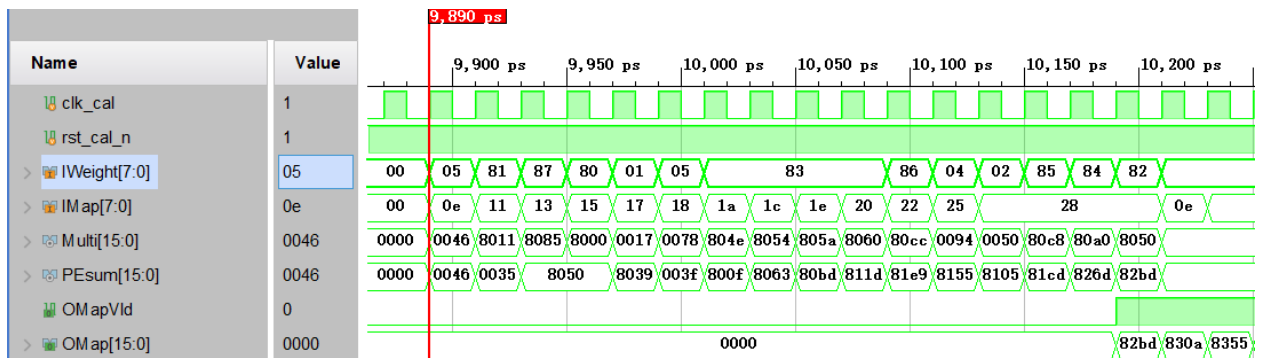 9,890 ps
Name Value 9,900 ps 9,950 ps 10,000 ps 10,050 ps 10,100 ps 10,150 ps 10,200 ps
clk_cal 1
rst_cal_n 1
IWeight[7:0] 05 00 05 81 87 80 01 05 83 86 04 02 85 84 82
IMap[7:0] 0e 00 0e 11 13 15 17 18 1a 1c 1e 20 22 25 28 0e
Multi[15:0] 0046 0000 0046 8011 8085 8000 0017 0078 804e 8054 805a 8060 80cc 0094 0050 80c8 80a0 8050
PEsum[15:0] 0046 0000 0046 0035 8050 8039 003f 800f 8063 80bd 811d 81e9 8155 8105 81cd 826d 82bd
OMapVld 0
OMap[15:0] 0000 0000 82bd 830a 8355